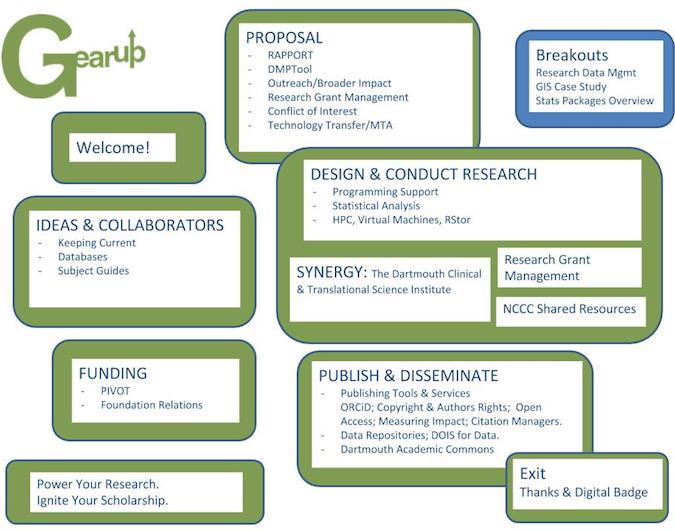 Gearup
Welcome!
IDEAS & COLLABORATORS
- Keeping Current
- Databases
- Subject Guides
FUNDING
- PIVOT
- Foundation Relations
Power Your Research.
Ignite Your Scholarship.
PROPOSAL
- RAPPORT
- DMPTool
- Outreach/Broader Impact
- Research Grant Management
- Conflict of Interest
- Technology Transfer/MTA
Breakouts
Research Data Mgmt
GIS Case Study
Stats Packages Overview
DESIGN & CONDUCT RESEARCH
- Programming Support
- Statistical Analysis
- HPC, Virtual Machines, RStor
SYNERGY: The Dartmouth Clinical
& Translational Science Institute
Research Grant
Management
NCCC Shared Resources
PUBLISH & DISSEMINATE
- Publishing Tools & Services
ORCiD; Copyright & Authors Rights; Open
Access; Measuring Impact; Citation Managers.
- Data Repositories; DOIS for Data.
- Dartmouth Academic Commons
Exit
Thanks & Digital Badge